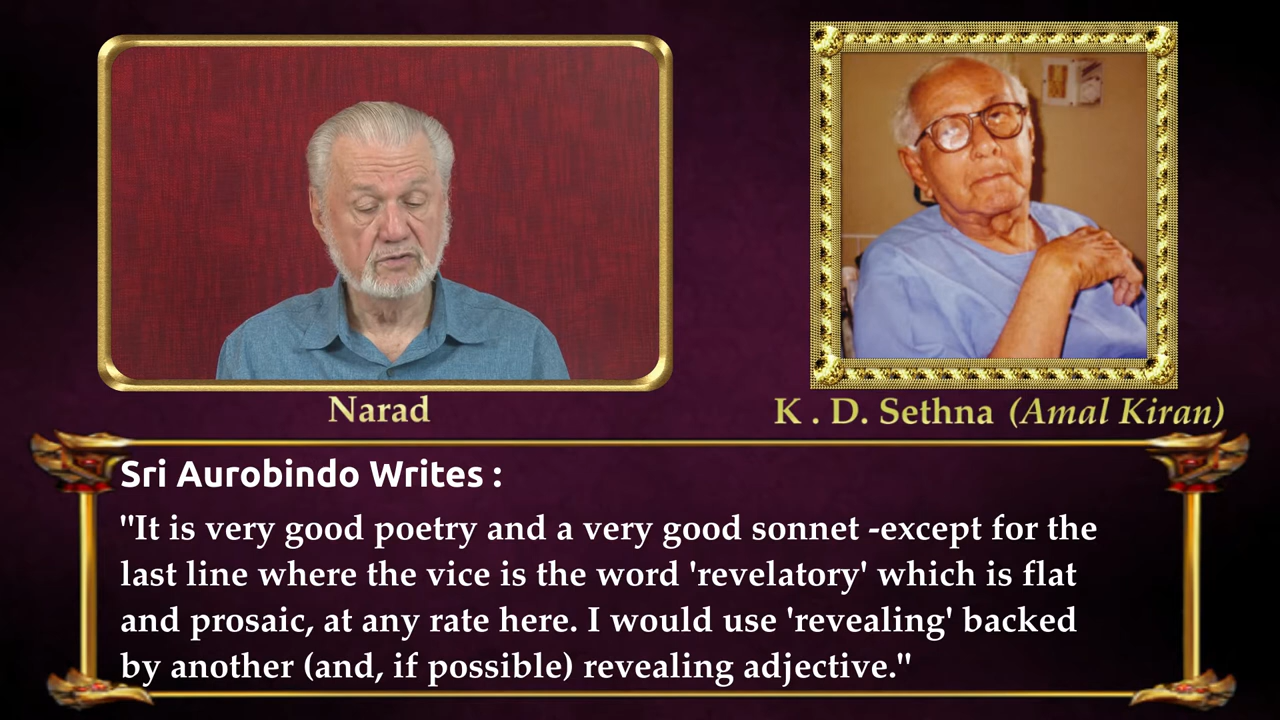 Narad
K . D. Sethna (Amal Kiran)
Sri Aurobindo Writes :
"It is very good poetry and a very good sonnet -except for the
last line where the vice is the word 'revelatory' which is flat
and prosaic, at any rate here. I would use 'revealing' backed
by another (and, if possible) revealing adjective."